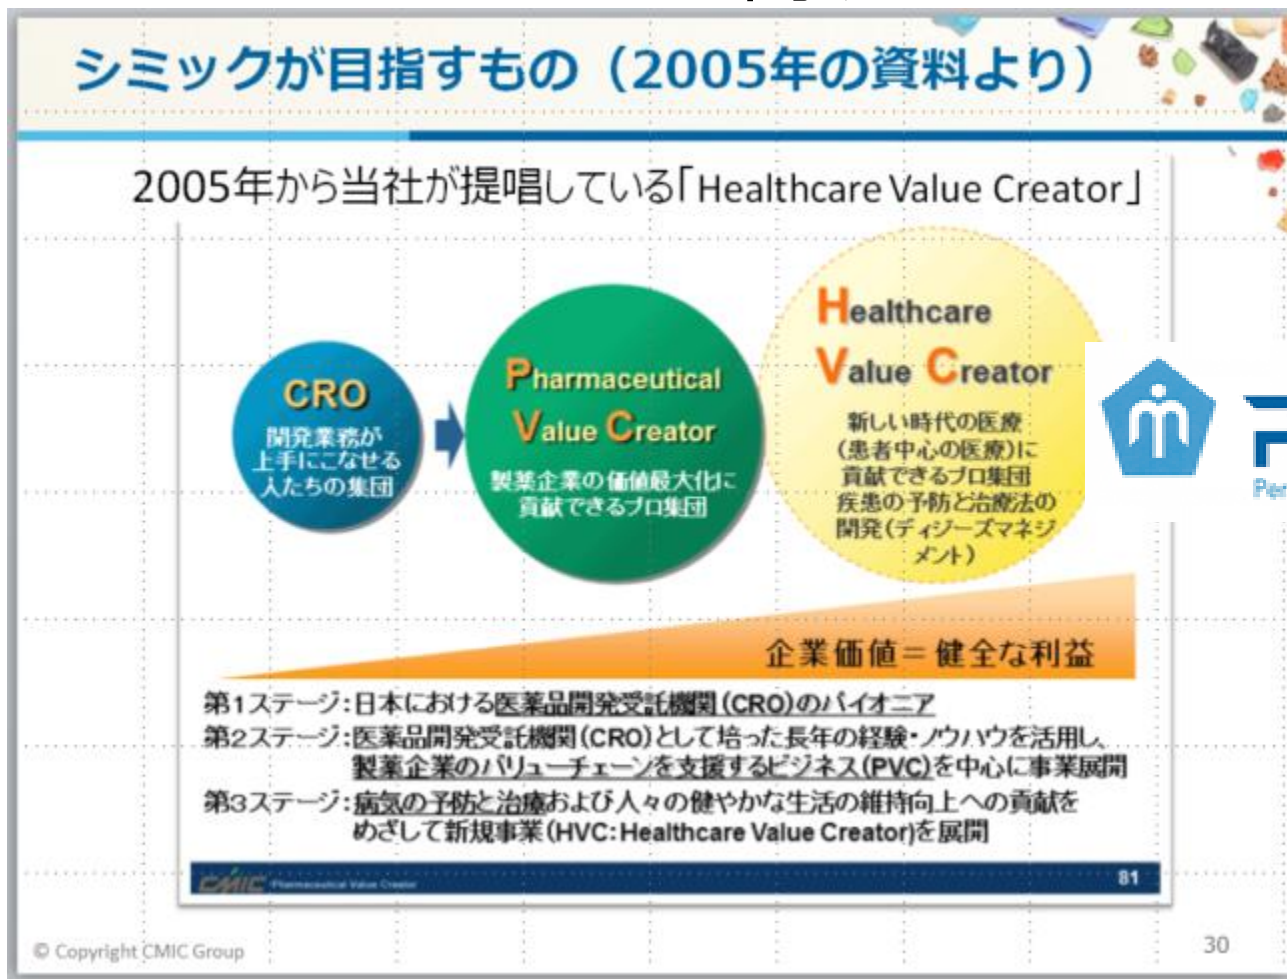 シミックが目指すもの（2005年の資料より）
2005年から当社が提唱している「Healthcare Value Creator」
CRO
開発業務が
上手にこなせる
人たちの集団
Pharmaceutical
Value Creator
製薬企業の価値最大化に
貢献できるプロ集団
Healthcare
Value Creator
新しい時代の医療
(患者中心の医療)に
貢献できるプロ集団
疾患の予防と治療法の
開発(ディジーズマネジ
メント)
企業価値＝健全な利益
第1ステージ：日本における医薬品開発受託機関(CRO)のパイオニア
第2ステージ：医薬品開発受託機関(CRO)として培った長年の経験・ノウハウを活用し、
製薬企業のバリューチェーンを支援するビジネス(PVC)を中心に事業展開
第3ステージ：病気の予防と治療および人々の健やかな生活の維持向上への貢献を
めざして新規事業(HVC：Healthcare Value Creator)を展開
CMIC Pharmaceutical Value Creator
81
© Copyright CMIC Group
30